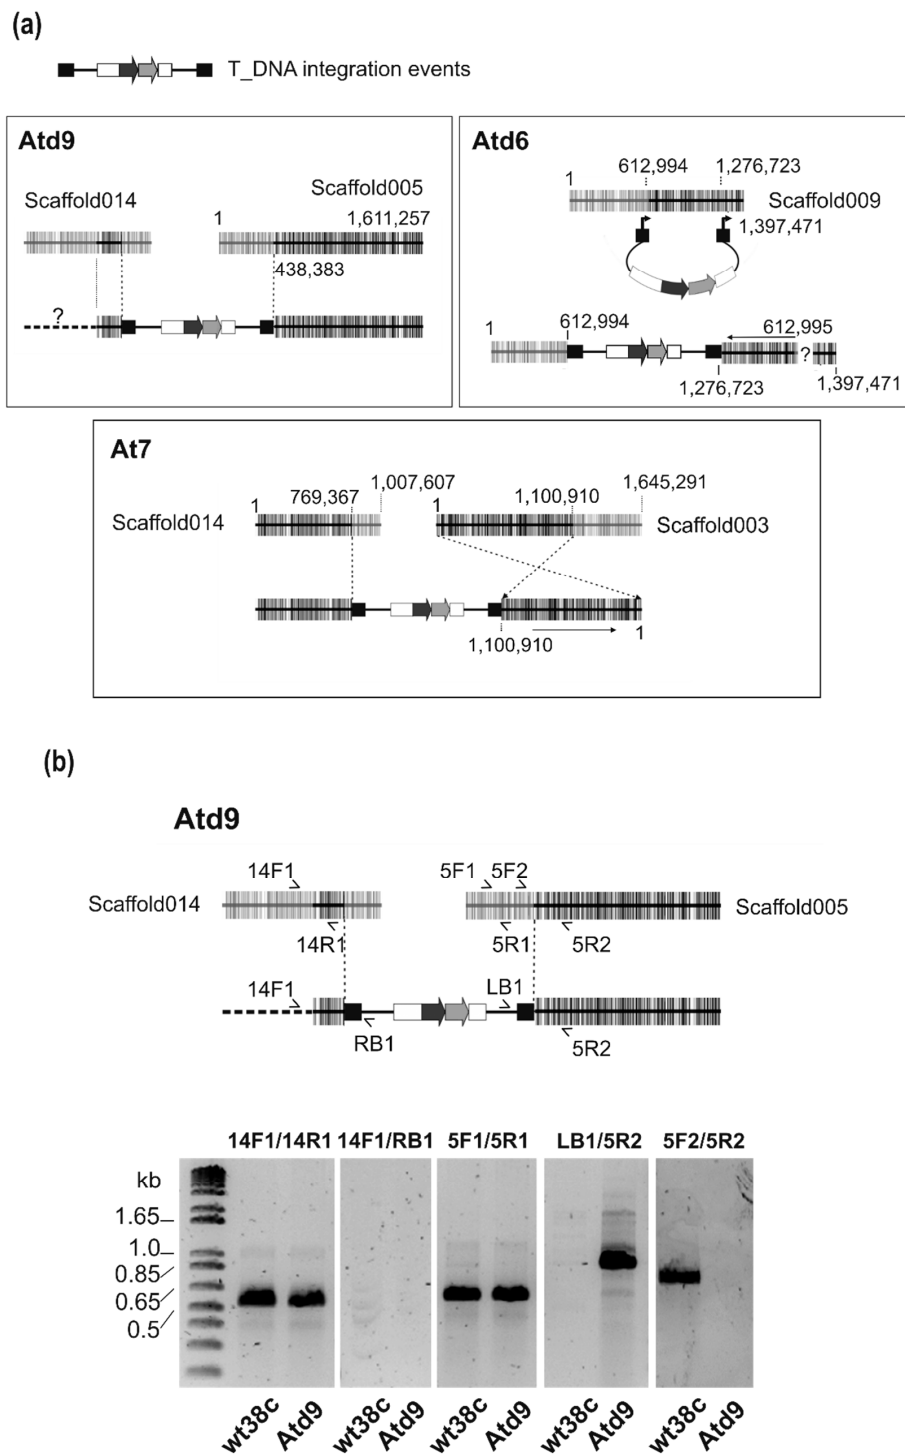 (a)
T_DNA integration events
Atd9
Scaffold014
Scaffold005
1
1,611,257
438,383
?
Atd6
612,994
1,276,723
1
Scaffold009
1,397,471
1
612,994
612,995
?
1,276,723
1,397,471
At7
1
769,367
1,007,607
1
1,100,910
1,645,291
Scaffold014
Scaffold003
1,100,910
1
(b)
Atd9
14F1
5F1
5F2
Scaffold014
Scaffold005
14R1
5R1
5R2
14F1
LB1
RB1
5R2
14F1/14R1 14F1/RB1 5F1/5R1 LB1/5R2 5F2/5R2
kb
1.65
1.0
0.85
0.65
0.5
wt38c Atd9 wt38c Atd9 wt38c Atd9 wt38c Atd9 wt38c Atd9